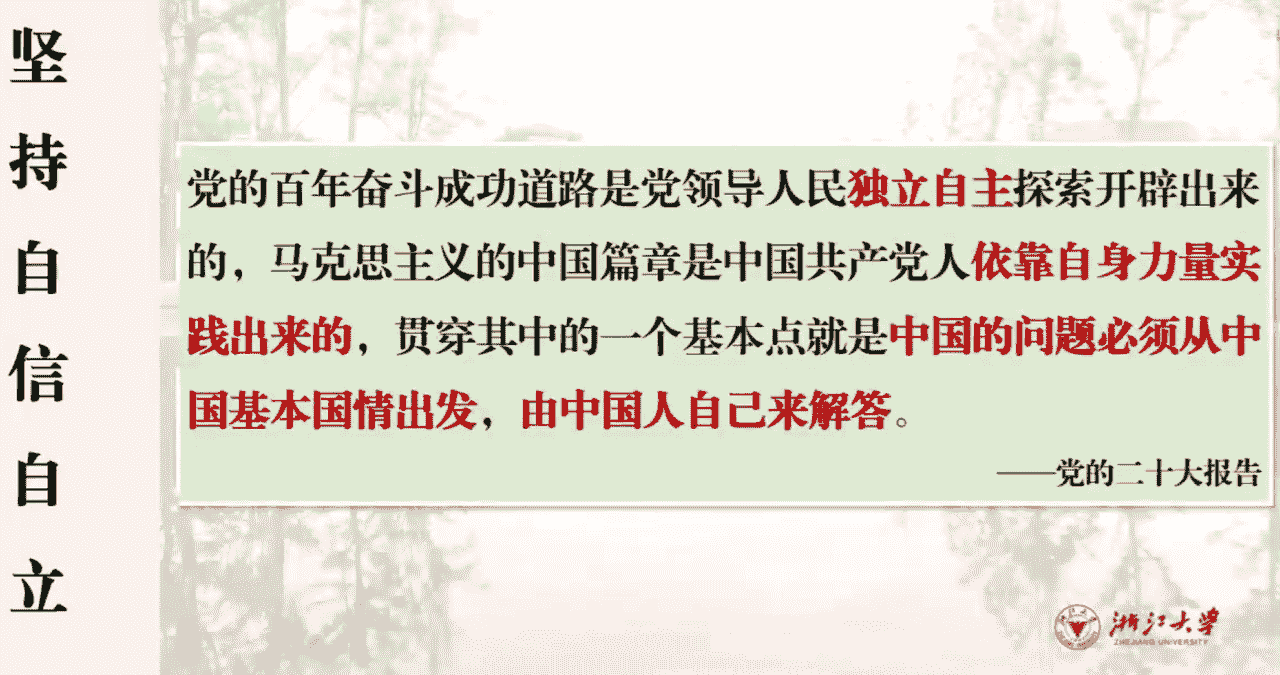 坚持自信自立
党的百年奋斗成功道路是党领导人民独立自主探索开辟出来
的，马克思主义的中国篇章是中国共产党人依靠自身力量实
践出来的，贯穿其中的一个基本点就是中国的问题必须从中
国基本国情出发，由中国人自己来解答。
——党的二十大报告
浙江大学
ZHEJIANG UNIVERSITY